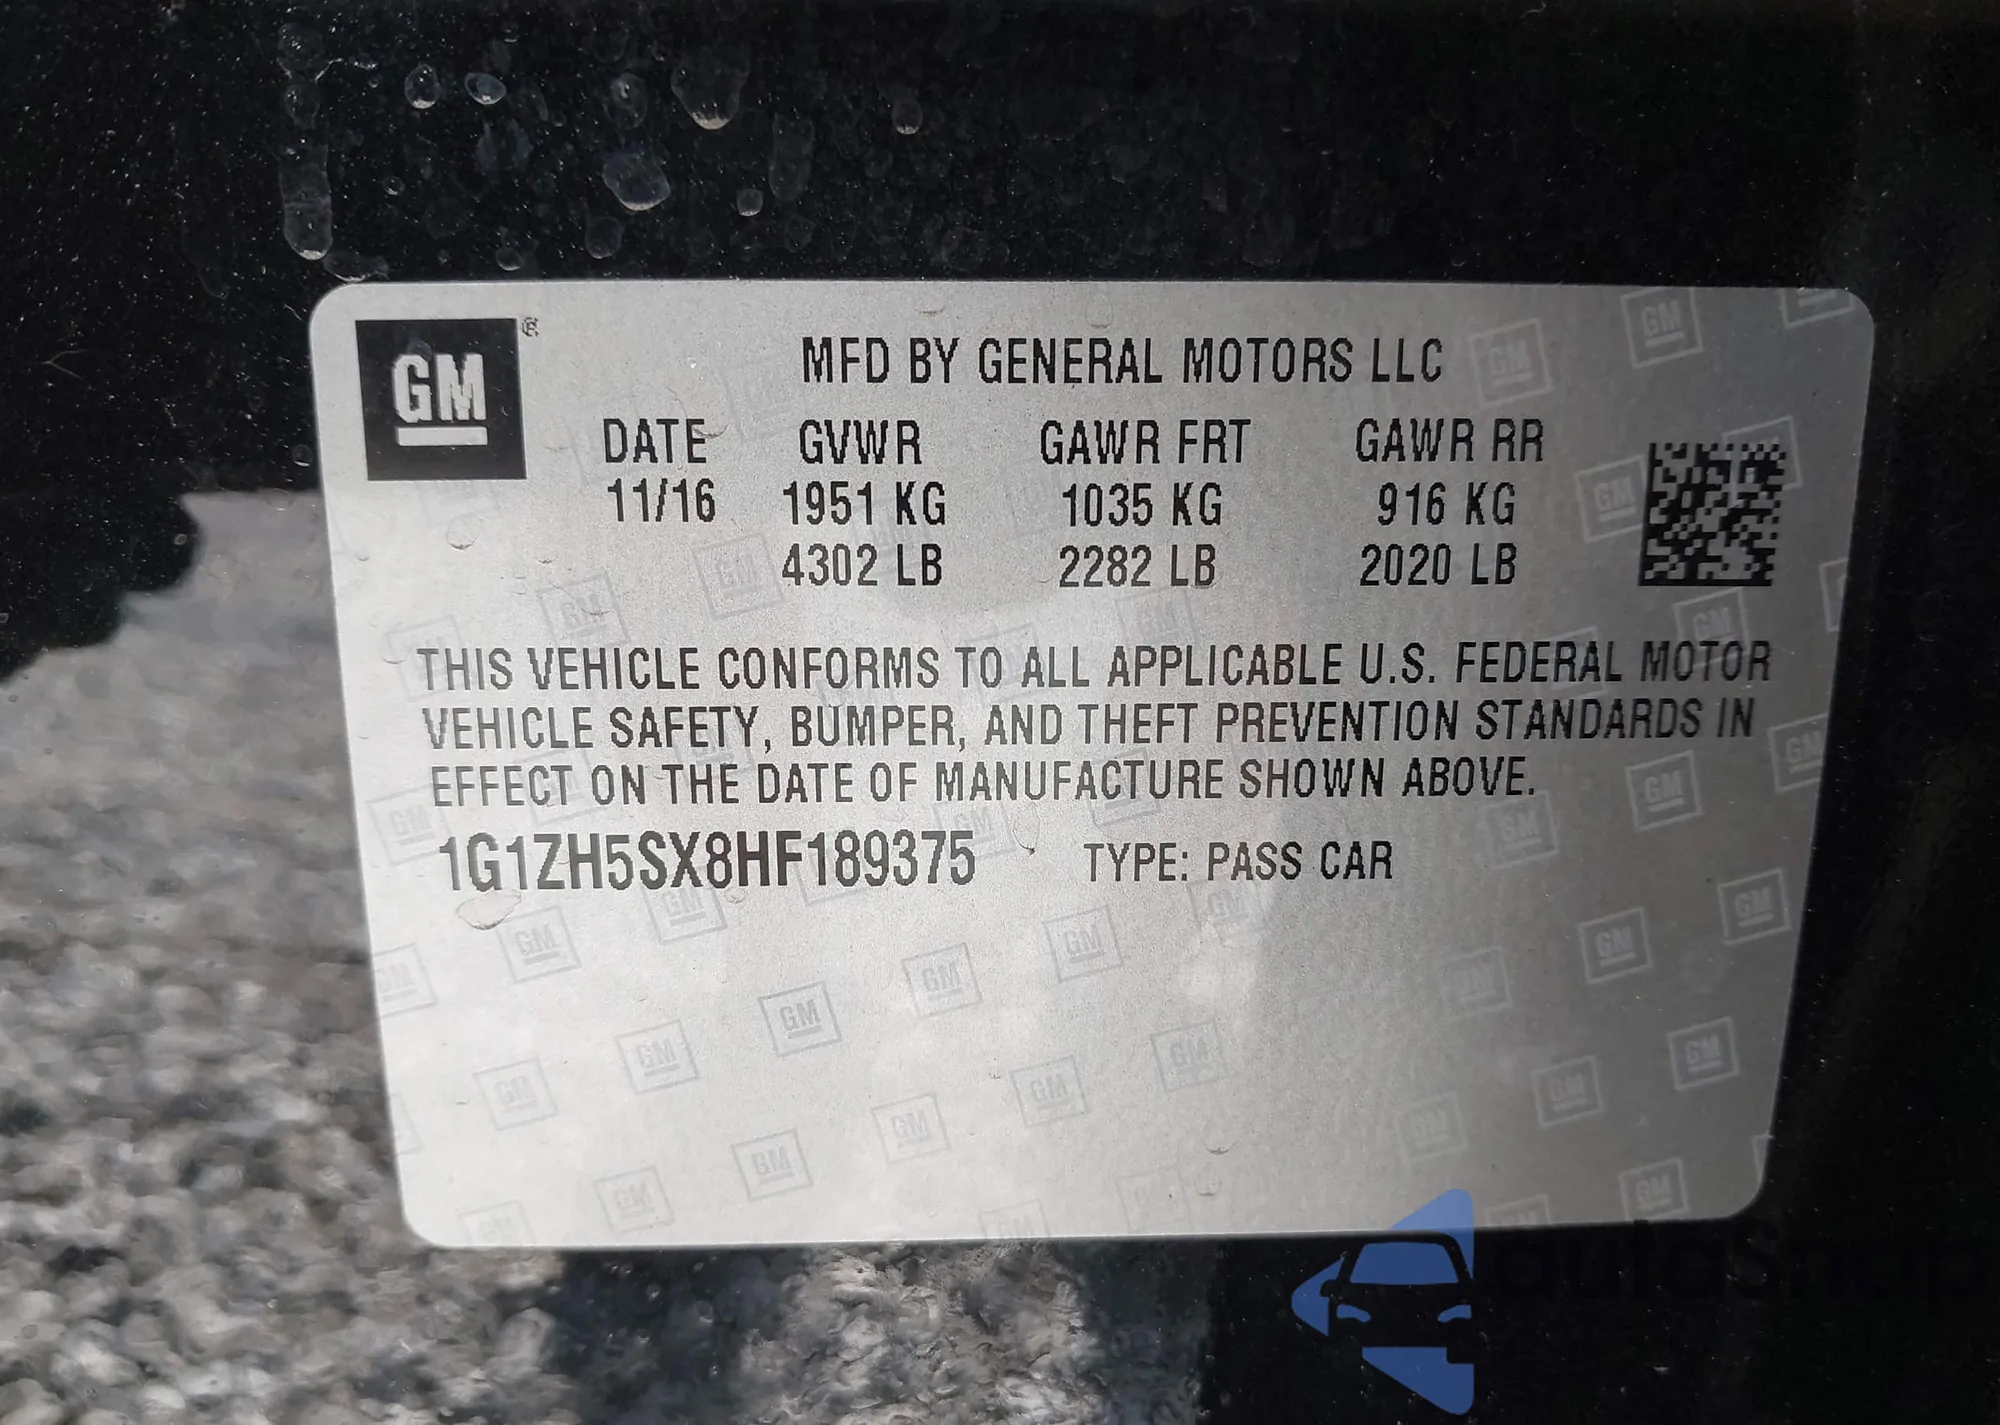 GM ®
MFD BY GENERAL MOTORS LLC
DATE GVWR GAWR FRT GAWR RR
11/16 1951 KG 1035 KG 916 KG
4302 LB 2282 LB 2020 LB
THIS VEHICLE CONFORMS TO ALL APPLICABLE U.S. FEDERAL MOTOR
VEHICLE SAFETY, BUMPER, AND THEFT PREVENTION STANDARDS IN
EFFECT ON THE DATE OF MANUFACTURE SHOWN ABOVE.
1G1ZH5SX8HF189375 TYPE: PASS CAR